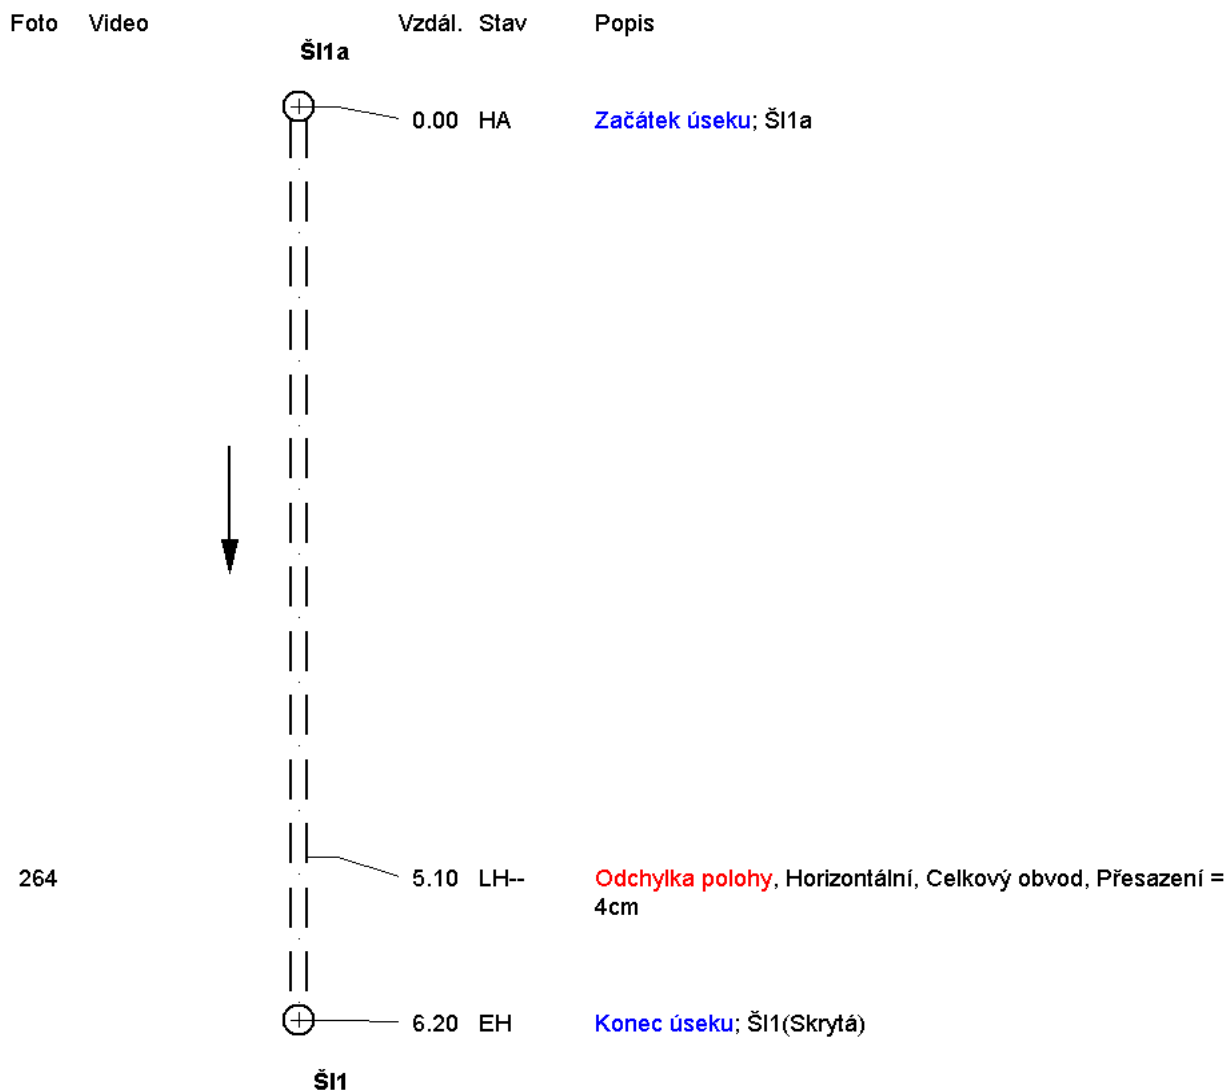 Foto Video Vzdál. Stav Popis
Šl1a
0.00 HA Začátek úseku; Šl1a
264 5.10 LH-- Odchylka polohy, Horizontální, Celkový obvod, Přesazení =
4cm
6.20 EH Konec úseku; Šl1(Skrytá)
Šl1